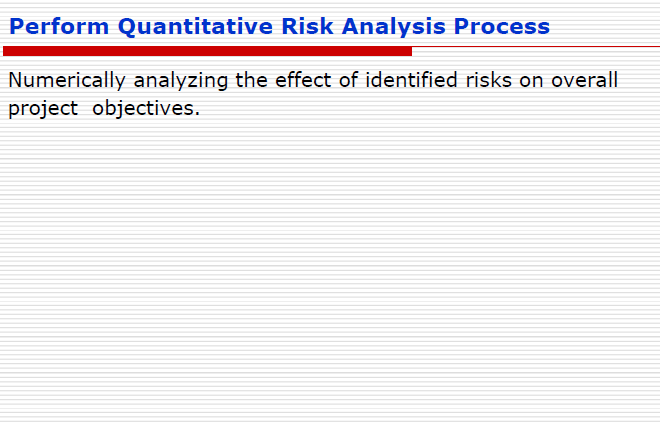 Perform Quantitative Risk Analysis Process
Numerically analyzing the effect of identified risks on overall
project  objectives.